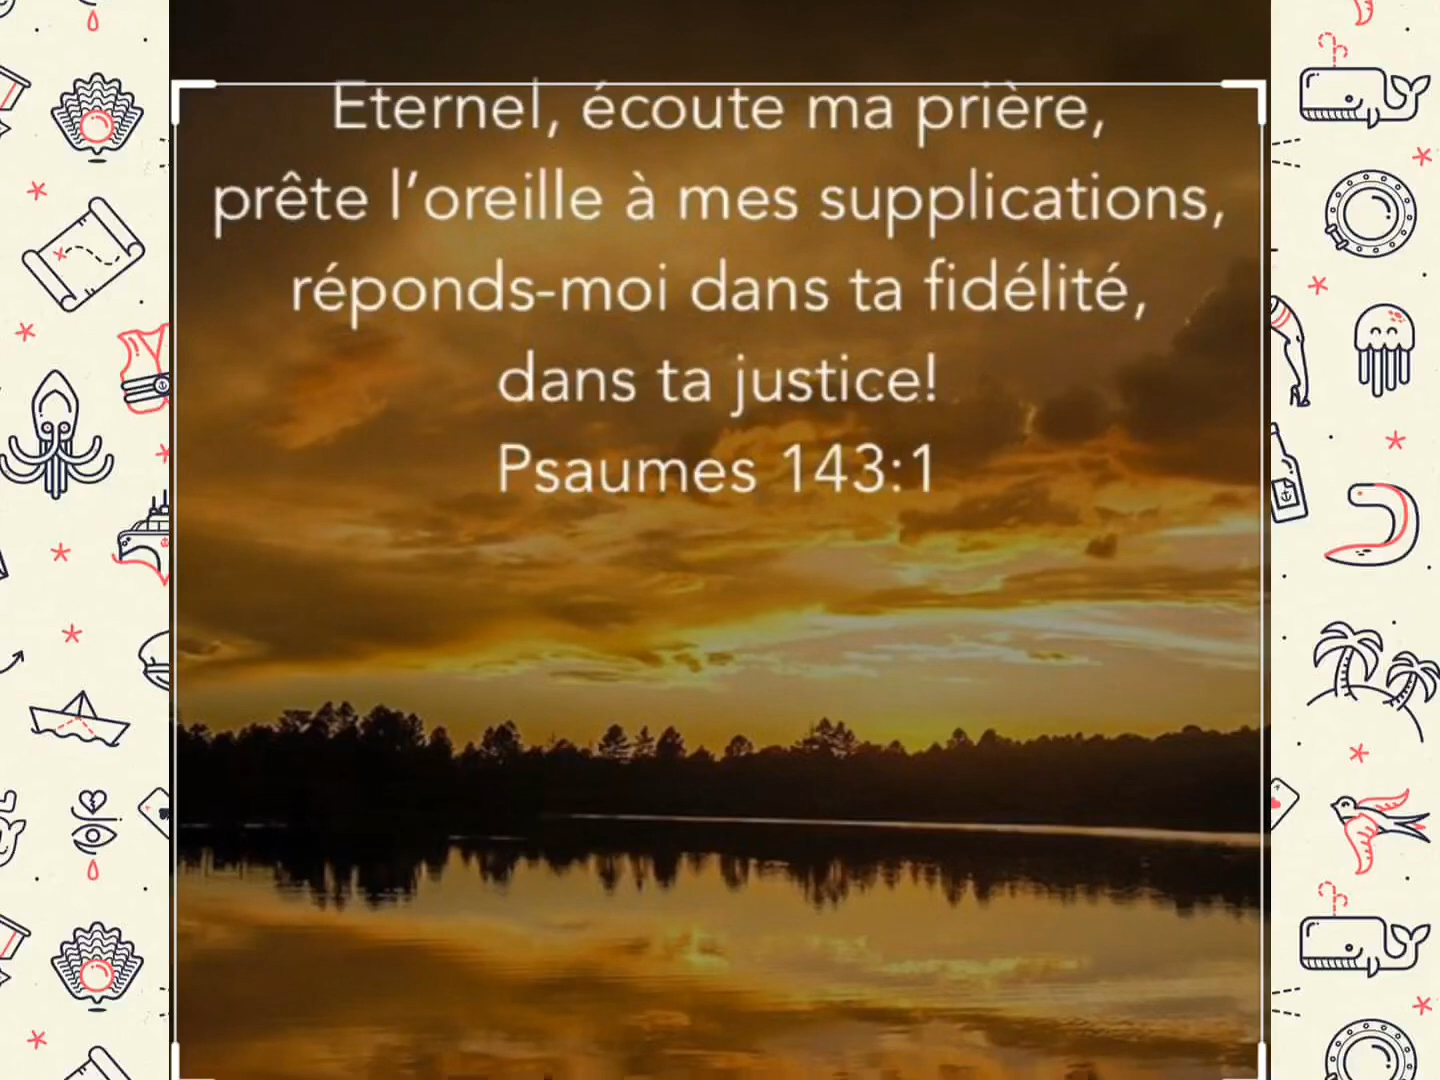 Eternel, écoute ma prière,
prête l’oreille à mes supplications,
réponds-moi dans ta fidélité,
dans ta justice!
Psaumes 143:1